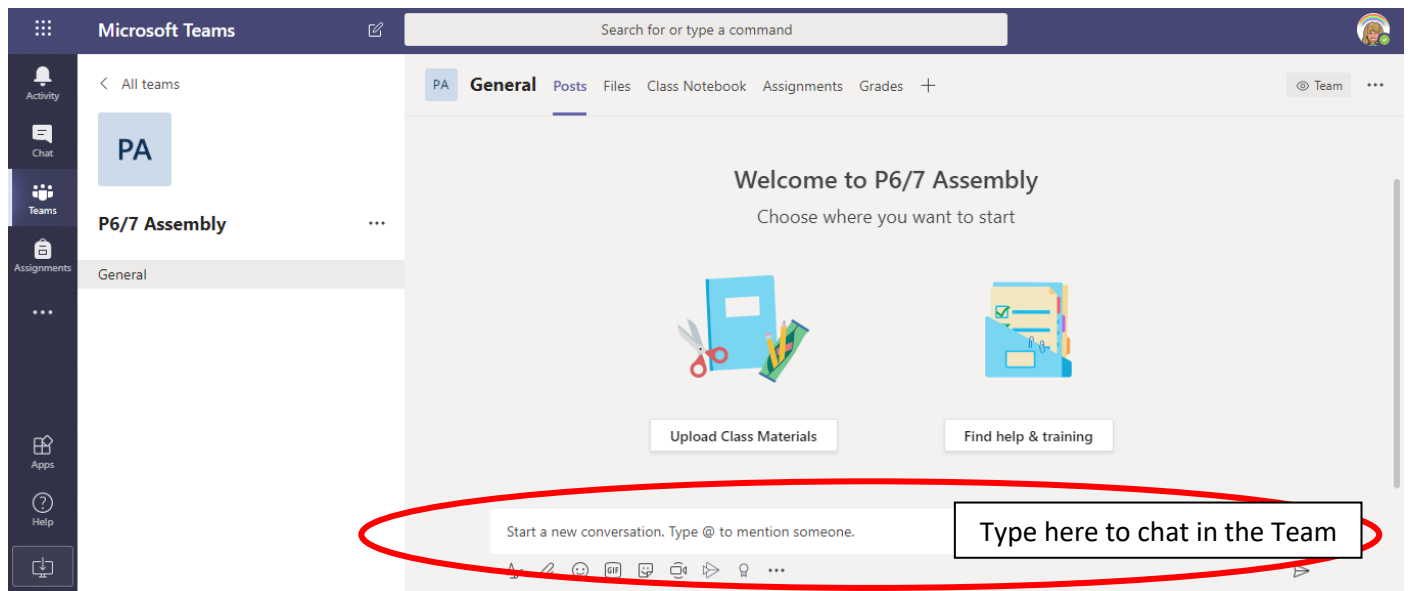 Microsoft Teams
Search for or type a command
Activity
Chat
Teams
Assignments
Apps
Help
All teams
PA
P6/7 Assembly
General
PA General Posts Files Class Notebook Assignments Grades
Team
Welcome to P6/7 Assembly
Choose where you want to start
Upload Class Materials
Find help & training
Start a new conversation. Type @ to mention someone.
Type here to chat in the Team
GIF